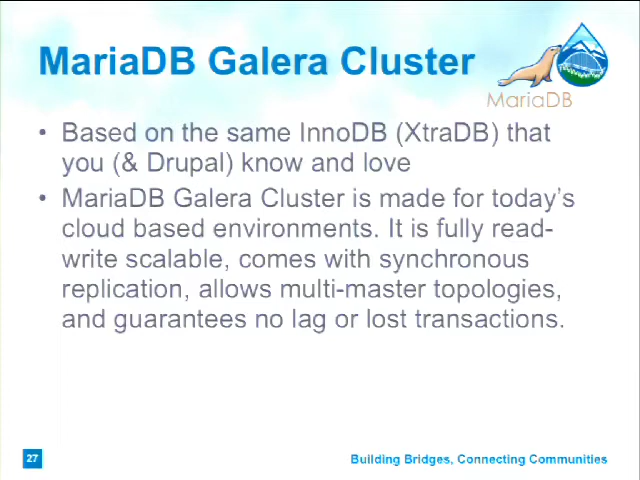 MariaDB Galera Cluster
MariaDB
• Based on the same InnoDB (XtraDB) that
you (& Drupal) know and love
• MariaDB Galera Cluster is made for today's
cloud based environments. It is fully read-
write scalable, comes with synchronous
replication, allows multi-master topologies,
and guarantees no lag or lost transactions.
27
Building Bridges, Connecting Communities